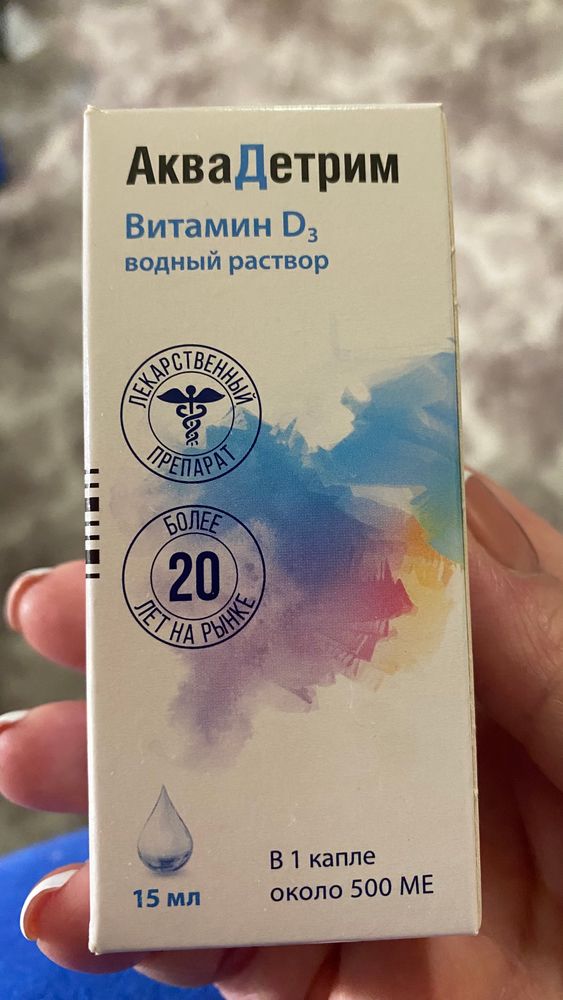 АкваДетрим
Витамин D₃
водный раствор
ЛЕКАРСТВЕННЫЙ
ПРЕПАРАТ
БОЛЕЕ
20
ЛЕТ НА РЫНКЕ
15 мл
В 1 капле
около 500 МЕ